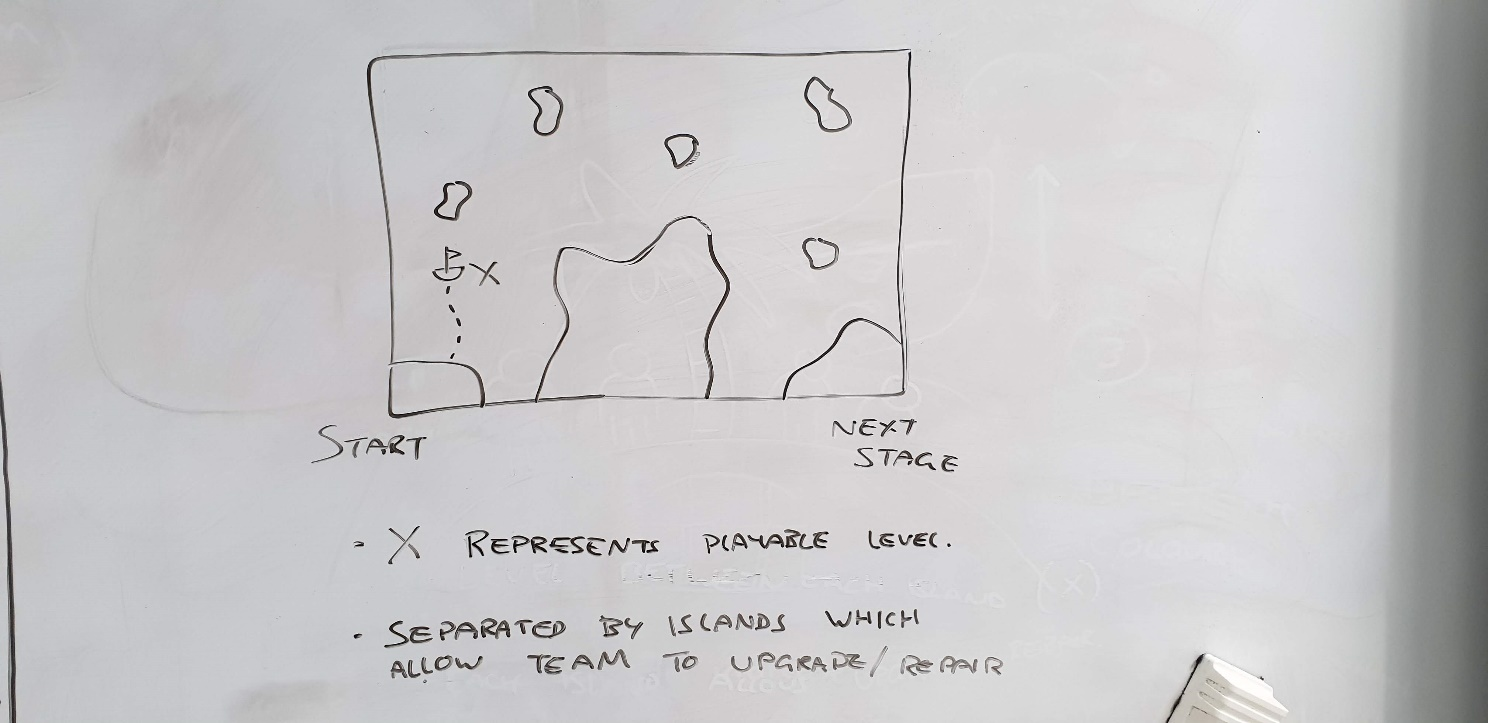 X
START
NEXT
STAGE
- X REPRESENTS PLAYABLE LEVEL.
· SEPARATED BY ISLANDS WHICH
ALLOW TEAM TO UPGRADE/REPAIR